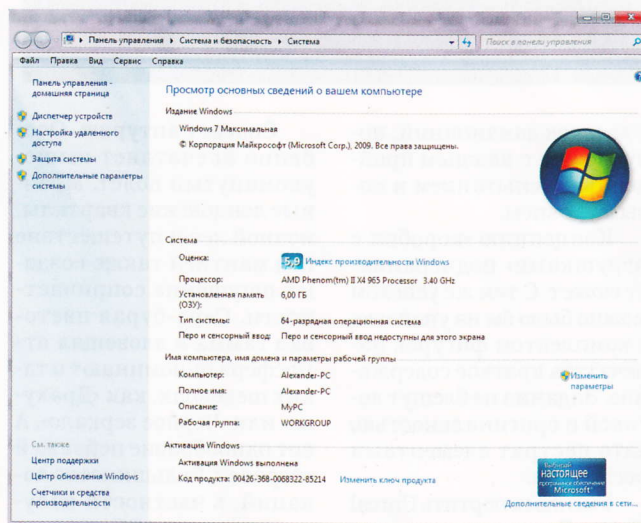 Панель управления ▸ Система и безопасность ▸ Система
Поиск в панели управления
Файл Правка Вид Сервис Справка
Панель управления -
домашняя страница
Диспетчер устройств
Настройка удаленного
доступа
Защита системы
Дополнительные параметры
системы
Просмотр основных сведений о вашем компьютере
Издание Windows
Windows 7 Максимальная
© Корпорация Майкрософт (Microsoft Corp.), 2009. Все права защищены.
Система
Оценка: 5,9 Индекс производительности Windows
Процессор: AMD Phenom(tm) II X4 965 Processor 3.40 GHz
Установленная память
(ОЗУ): 6,00 ГБ
Тип системы: 64-разрядная операционная система
Перо и сенсорный ввод: Перо и сенсорный ввод недоступны для этого экрана
Имя компьютера, имя домена и параметры рабочей группы
Компьютер: Alexander-PC
Изменить
параметры
Полное имя: Alexander-PC
Описание: MyPC
Рабочая группа: WORKGROUP
Активация Windows
Активация Windows выполнена
Код продукта: 00426-368-0068322-85214 Изменить ключ продукта
См. также
Центр поддержки
Центр обновления Windows
Счетчики и средства
производительности
настоящее
программное обеспечение
Microsoft
Дополнительные сведения в сети...